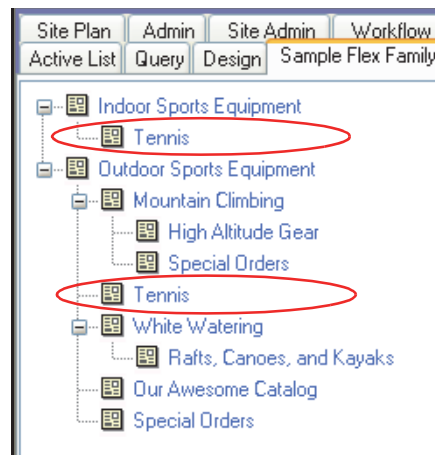 Site Plan Admin Site Admin Workflow
Active List Query Design Sample Flex Family
Indoor Sports Equipment
Tennis
Outdoor Sports Equipment
Mountain Climbing
High Altitude Gear
Special Orders
Tennis
White Watering
Rafts, Canoes, and Kayaks
Our Awesome Catalog
Special Orders